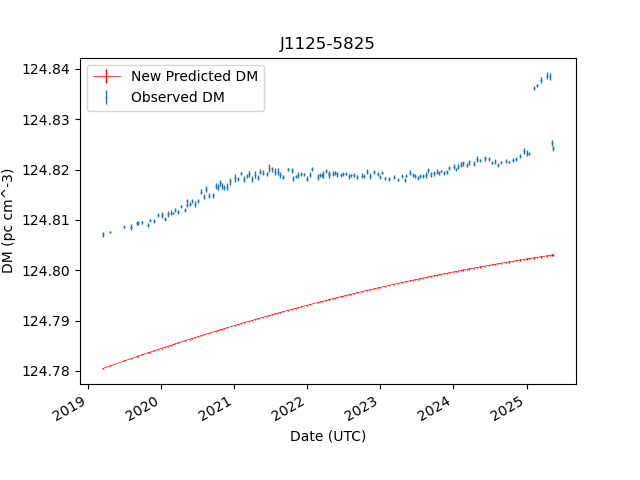 J1125-5825
New Predicted DM
Observed DM
124.84
124.83
124.82
124.81
124.80
124.79
124.78
DM (pc cm^-3)
2019
2020
2021
2022
2023
2024
2025
Date (UTC)